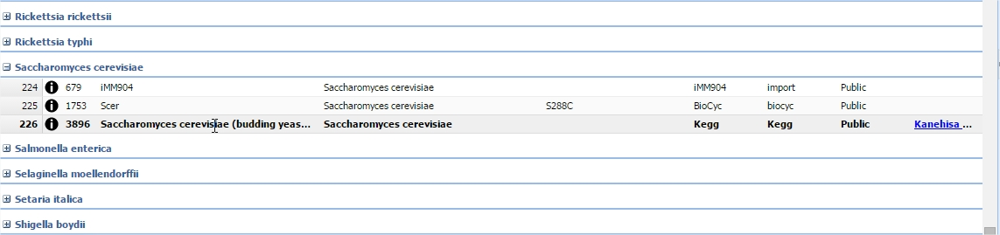 Rickettsia rickettsii
Rickettsia typhi
Saccharomyces cerevisiae
224 679 iMM904 Saccharomyces cerevisiae iMM904 import Public
225 1753 Scer Saccharomyces cerevisiae S288C BioCyc biocyc Public
226 3896 Saccharomyces cerevisiae (budding yeas... Saccharomyces cerevisiae Kegg Kegg Public Kanehisa ...
Salmonella enterica
Selaginella moellendorffii
Setaria italica
Shigella boydii